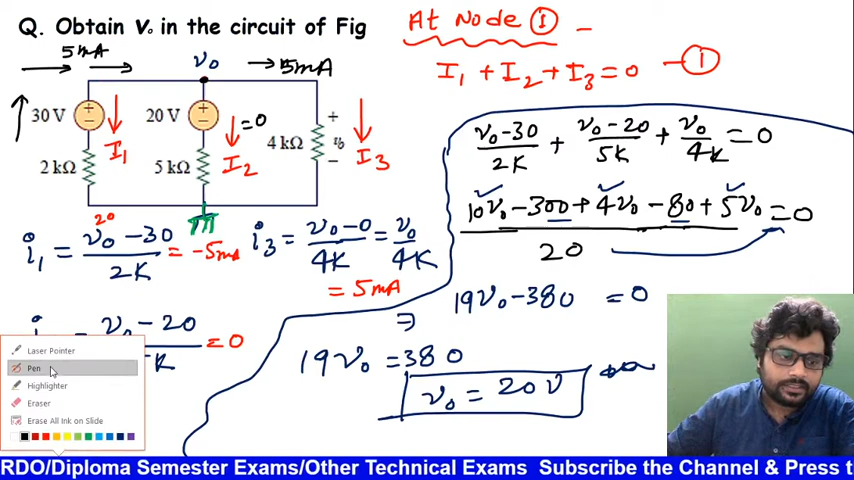 Q. Obtain v₀ in the circuit of Fig
At Node ① –
I₁ + I₂ + I₃ = 0 —①
5mA
v₀
5mA
30 V
+
−
I₁
20 V
+
−
=0
I₂
4 kΩ
+
v₀
−
I₃
2 kΩ
5 kΩ
(v₀−30)/2K + (v₀−20)/5K + v₀/4K = 0
(10v₀ − 300 + 4v₀ − 80 + 5v₀)/20 = 0
20
i₁ = (v₀ − 30)/2K = −5mA
i₃ = (v₀ − 0)/4K = v₀/4K
= 5mA
19v₀ − 380 = 0
⇒
v₀ − 20
K
= 0
19v₀ = 380
v₀ = 20V
Laser Pointer
Pen
Highlighter
Eraser
Erase All Ink on Slide
RDO/Diploma Semester Exams/Other Technical Exams Subscribe the Channel & Press t